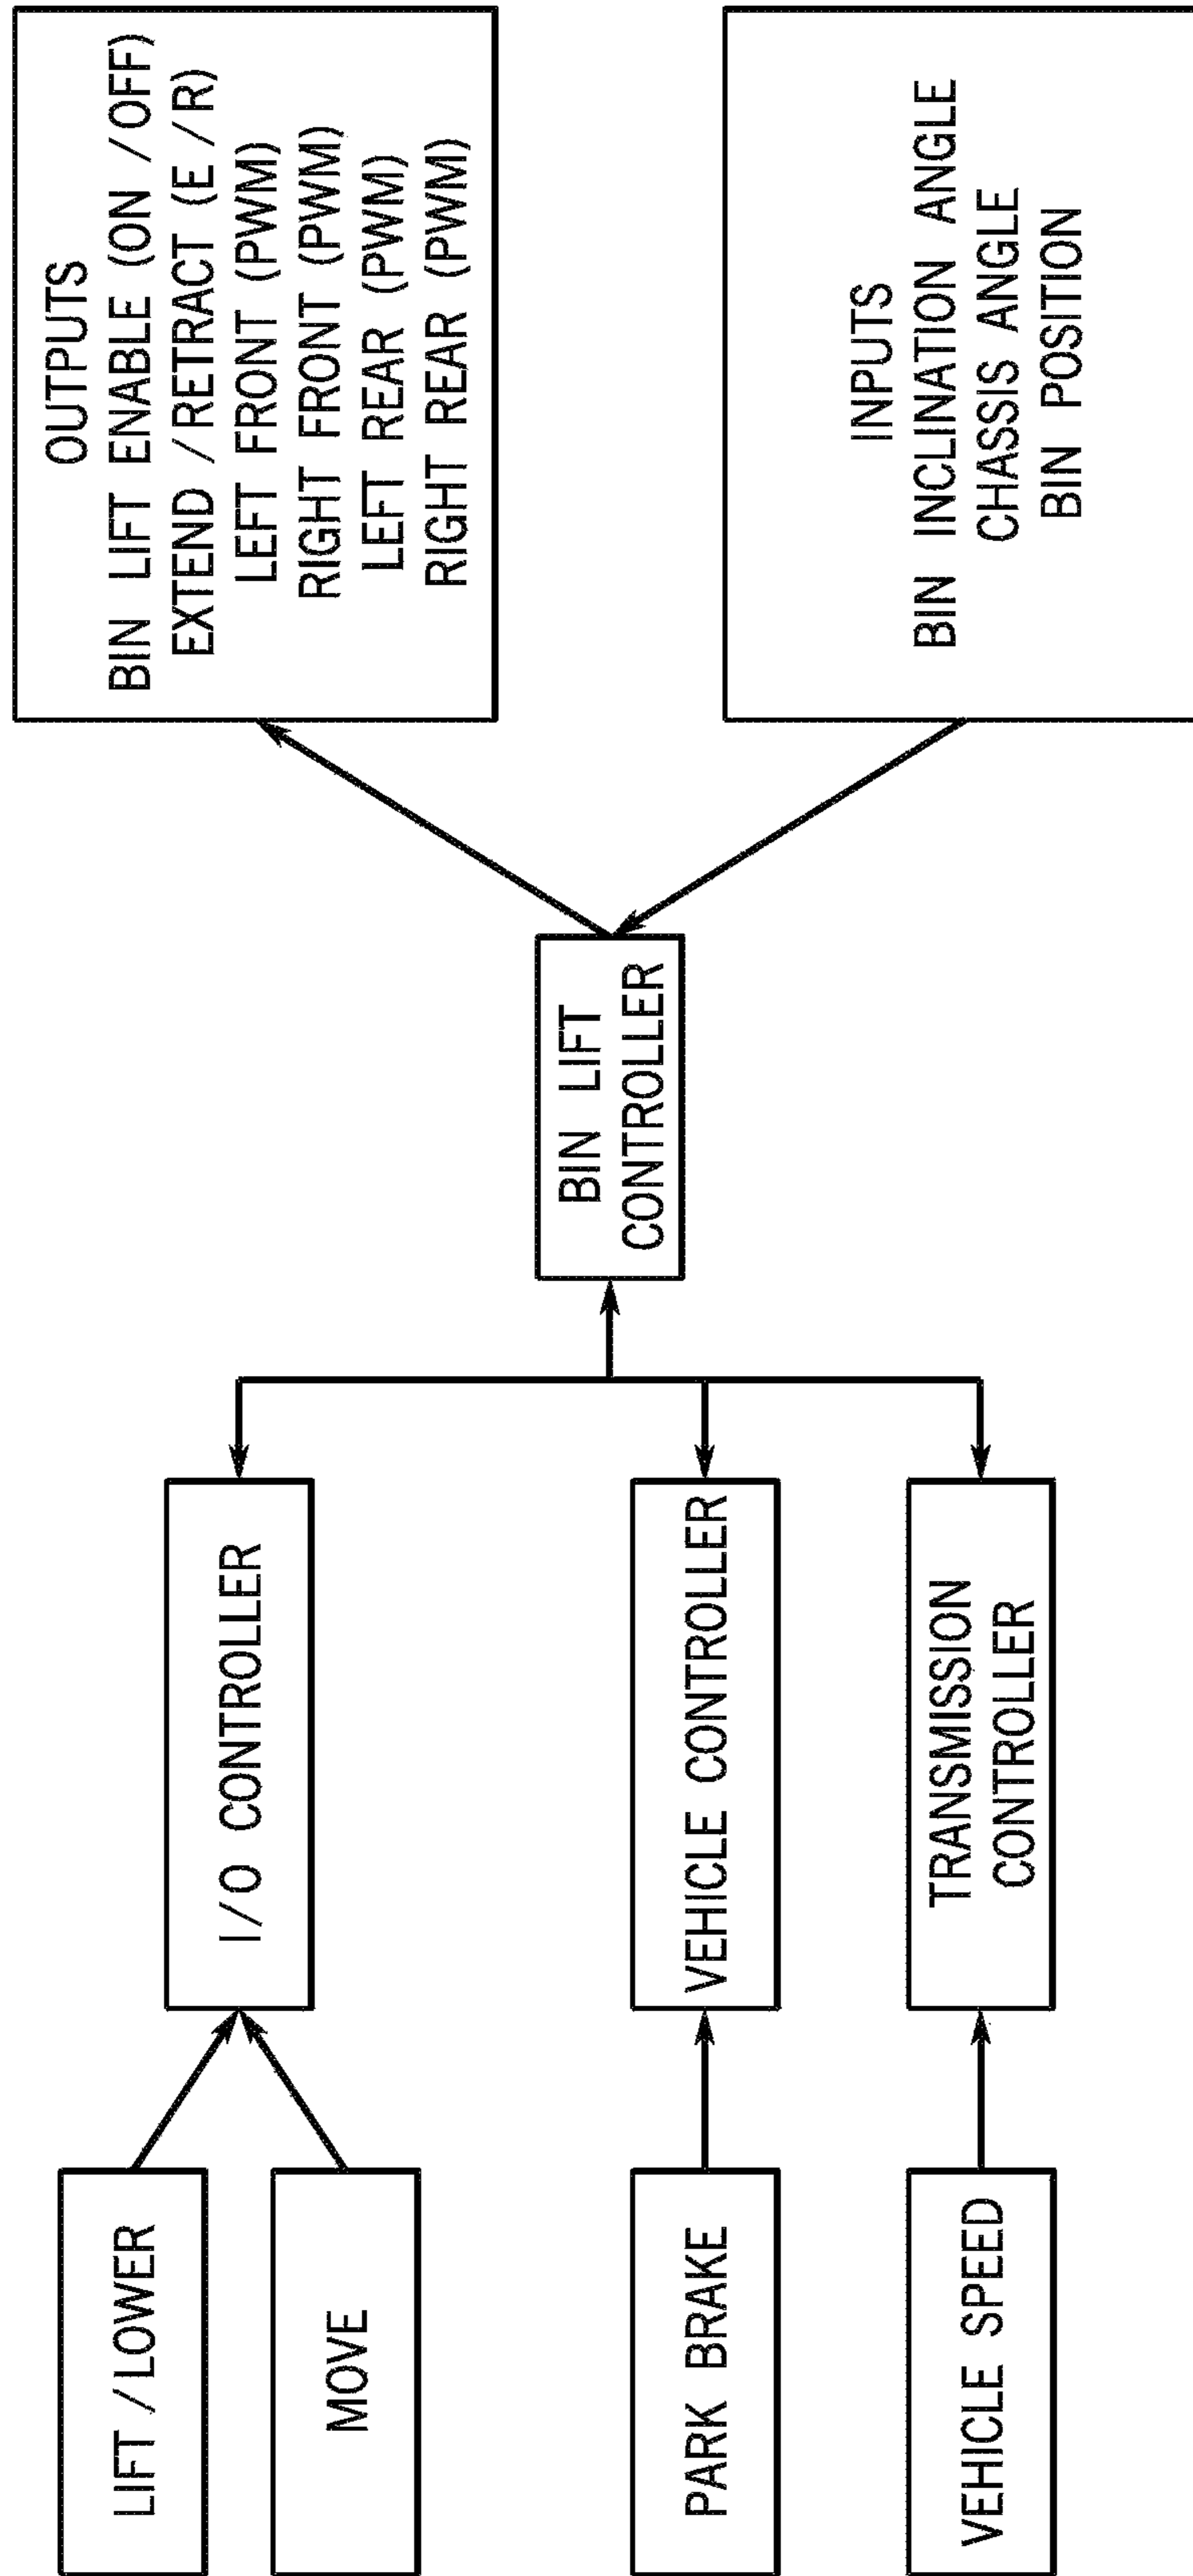 LIFT /LOWER
MOVE
PARK BRAKE
VEHICLE SPEED
I/O CONTROLLER
VEHICLE CONTROLLER
TRANSMISSION
CONTROLLER
BIN LIFT
CONTROLLER
OUTPUTS
BIN LIFT ENABLE (ON /OFF)
EXTEND /RETRACT (E /R)
LEFT FRONT (PWM)
RIGHT FRONT (PWM)
LEFT REAR (PWM)
RIGHT REAR (PWM)
INPUTS
BIN INCLINATION ANGLE
CHASSIS ANGLE
BIN POSITION